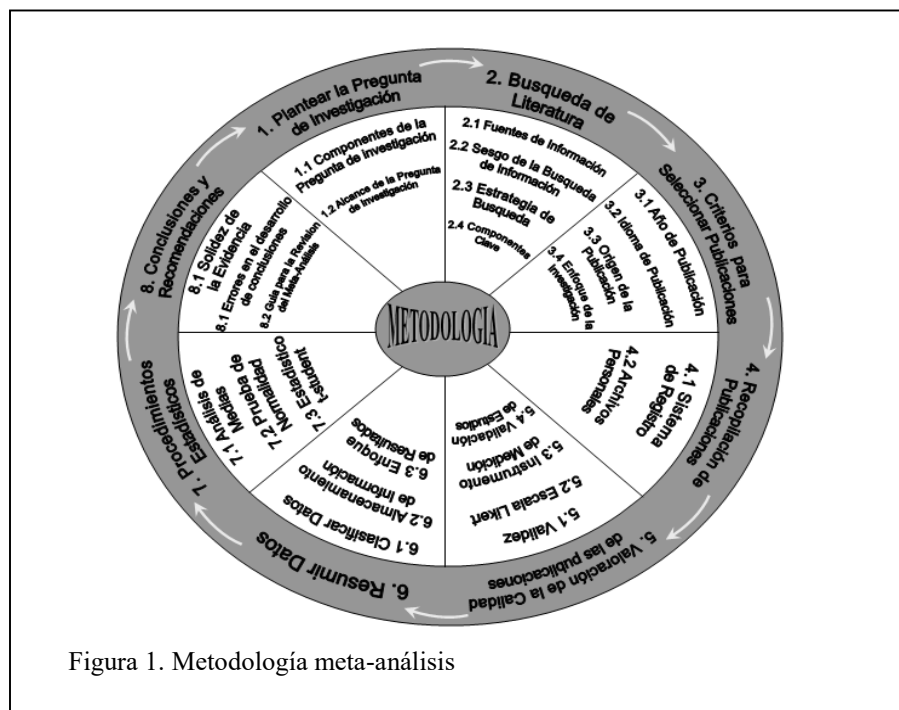 1. Plantear la Pregunta
de Investigación
1.1 Componentes de la
Pregunta de Investigación
1.2 Alcance de la Pregunta
de Investigación
2. Busqueda de
Literatura
2.1 Fuentes de Información
2.2 Sesgo de la Busqueda
de Información
2.3 Estrategia de
Busqueda
2.4 Componentes
Clave
3. Criterios para
Seleccionar Publicaciones
3.1 Año de Publicación
3.2 Idioma de Publicación
3.3 Origen de la
Publicación
3.4 Enfoque de la
Investigación
4. Recopilación de
Publicaciones
4.1 Sistema
de Registro
4.2 Archivos
Personales
5. Valoración de la Calidad
de las publicaciones
5.1 Validez
5.2 Escala Likert
5.3 Instrumento
de Medición
5.4 Validación
de Estudios
6. Resumir Datos
6.1 Clasificar Datos
6.2 Almacenamiento
de Información
6.3 Enfoque
de Resultados
7. Procedimientos
Estadísticos
7.1 Análisis de
Medias
7.2 Prueba de
Normalidad
7.3 Estadístico
t-student
8. Conclusiones y
Recomendaciones
8.1 Solidez de
la Evidencia
8.1 Errores en el desarrollo
de conclusiones
8.2 Guía para la Revision
del Meta-Análisis
METODOLOGIA
Figura 1. Metodología meta-análisis